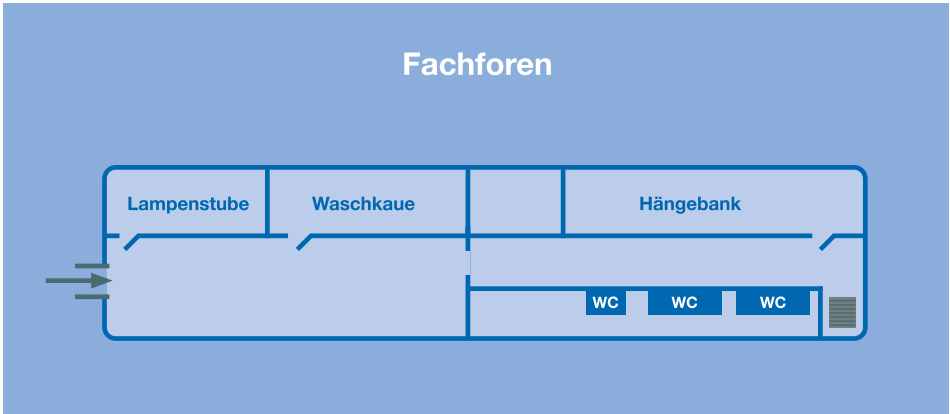 Fachforen
Lampenstube
Waschkaue
Hängebank
WC
WC
WC